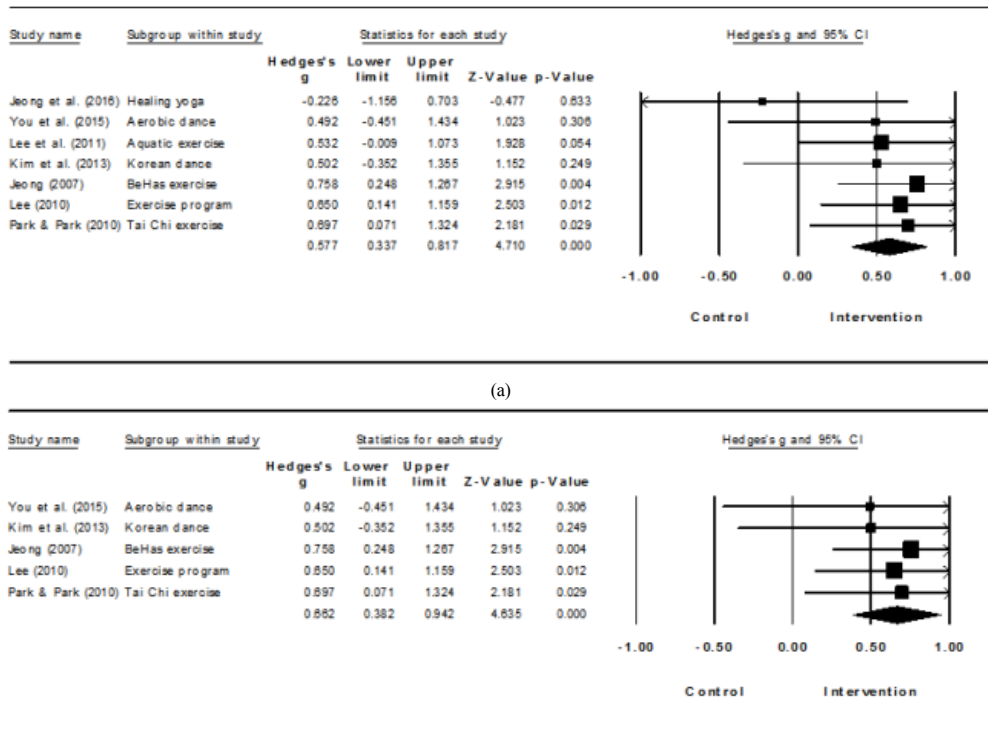 Study name Subgroup within study Statistics for each study Hedges's g and 95% CI
Hedges's Lower Upper
g limit limit Z-Value p-Value
Jeong et al. (2016) Healing yoga -0.226 -1.156 0.703 -0.477 0.633
You et al. (2015) Aerobic dance 0.492 -0.451 1.434 1.023 0.306
Lee et al. (2011) Aquatic exercise 0.532 -0.009 1.073 1.928 0.054
Kim et al. (2013) Korean dance 0.502 -0.352 1.355 1.152 0.249
Jeong (2007) BeHas exercise 0.758 0.248 1.267 2.915 0.004
Lee (2010) Exercise program 0.650 0.141 1.159 2.503 0.012
Park & Park (2010) Tai Chi exercise 0.697 0.071 1.324 2.181 0.029
0.577 0.337 0.817 4.710 0.000
-1.00 -0.50 0.00 0.50 1.00
Control Intervention
(a)
Study name Subgroup within study Statistics for each study Hedges's g and 95% CI
Hedges's Lower Upper
g limit limit Z-Value p-Value
You et al. (2015) Aerobic dance 0.492 -0.451 1.434 1.023 0.306
Kim et al. (2013) Korean dance 0.502 -0.352 1.355 1.152 0.249
Jeong (2007) BeHas exercise 0.758 0.248 1.267 2.915 0.004
Lee (2010) Exercise program 0.650 0.141 1.159 2.503 0.012
Park & Park (2010) Tai Chi exercise 0.697 0.071 1.324 2.181 0.029
0.662 0.382 0.942 4.635 0.000
-1.00 -0.50 0.00 0.50 1.00
Control Intervention